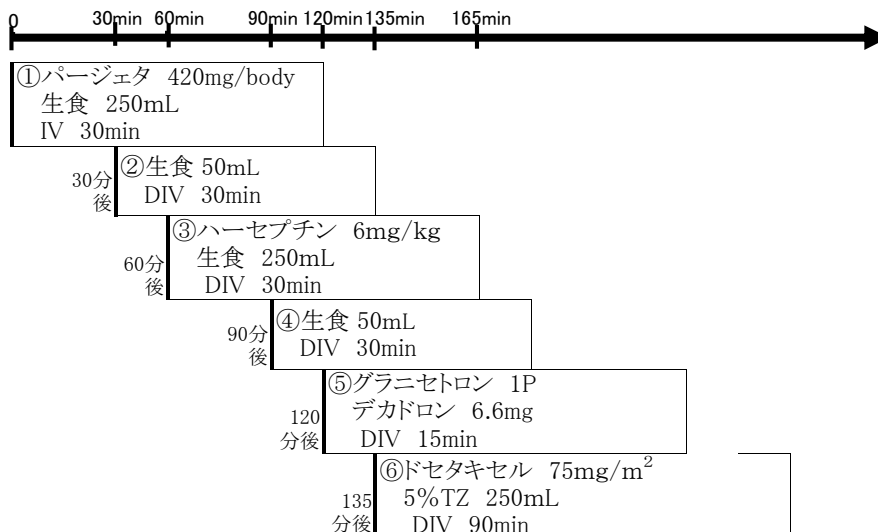 0 30min 60min 90min 120min 135min 165min
①パージェタ 420mg/body
生食 250mL
IV 30min
30分
後
②生食 50mL
DIV 30min
60分
後
③ハーセプチン 6mg/kg
生食 250mL
DIV 30min
90分
後
④生食 50mL
DIV 30min
120
分後
⑤グラニセトロン 1P
デカドロン 6.6mg
DIV 15min
135
分後
⑥ドセタキセル 75mg/m²
5%TZ 250mL
DIV 90min